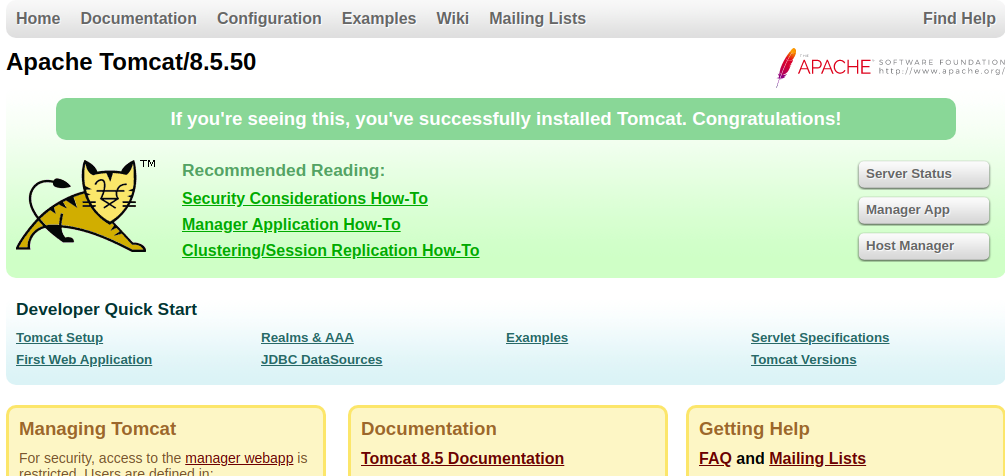 Home Documentation Configuration Examples Wiki Mailing Lists Find Help
Apache Tomcat/8.5.50
THE APACHE SOFTWARE FOUNDATION
http://www.apache.org/
If you're seeing this, you've successfully installed Tomcat. Congratulations!
TM
Recommended Reading:
Security Considerations How-To
Manager Application How-To
Clustering/Session Replication How-To
Server Status
Manager App
Host Manager
Developer Quick Start
Tomcat Setup
First Web Application
Realms & AAA
JDBC DataSources
Examples
Servlet Specifications
Tomcat Versions
Managing Tomcat
For security, access to the manager webapp is
restricted. Users are defined in:
Documentation
Tomcat 8.5 Documentation
Getting Help
FAQ and Mailing Lists